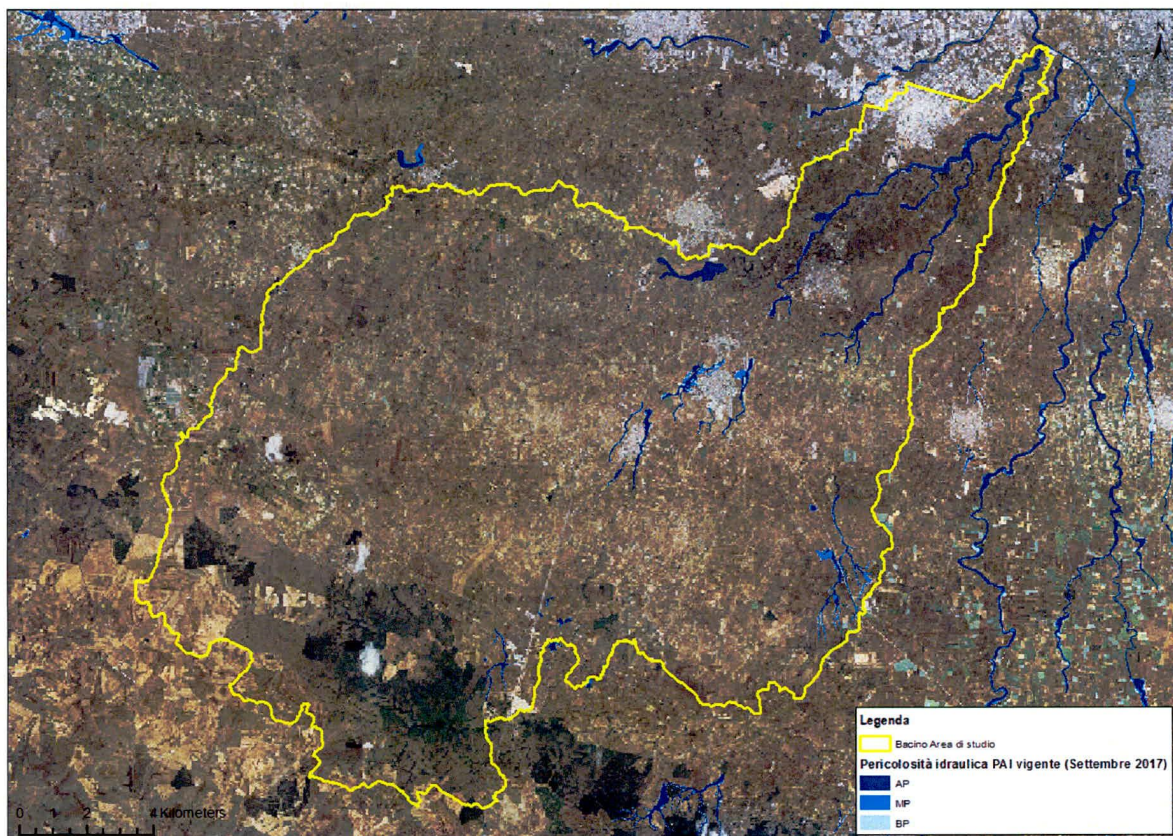 N
Legenda
Bacino Area di studio
Pericolosità idraulica PAI vigente (Settembre 2017)
AP
MP
BP
0 1 2 4 Kilometers